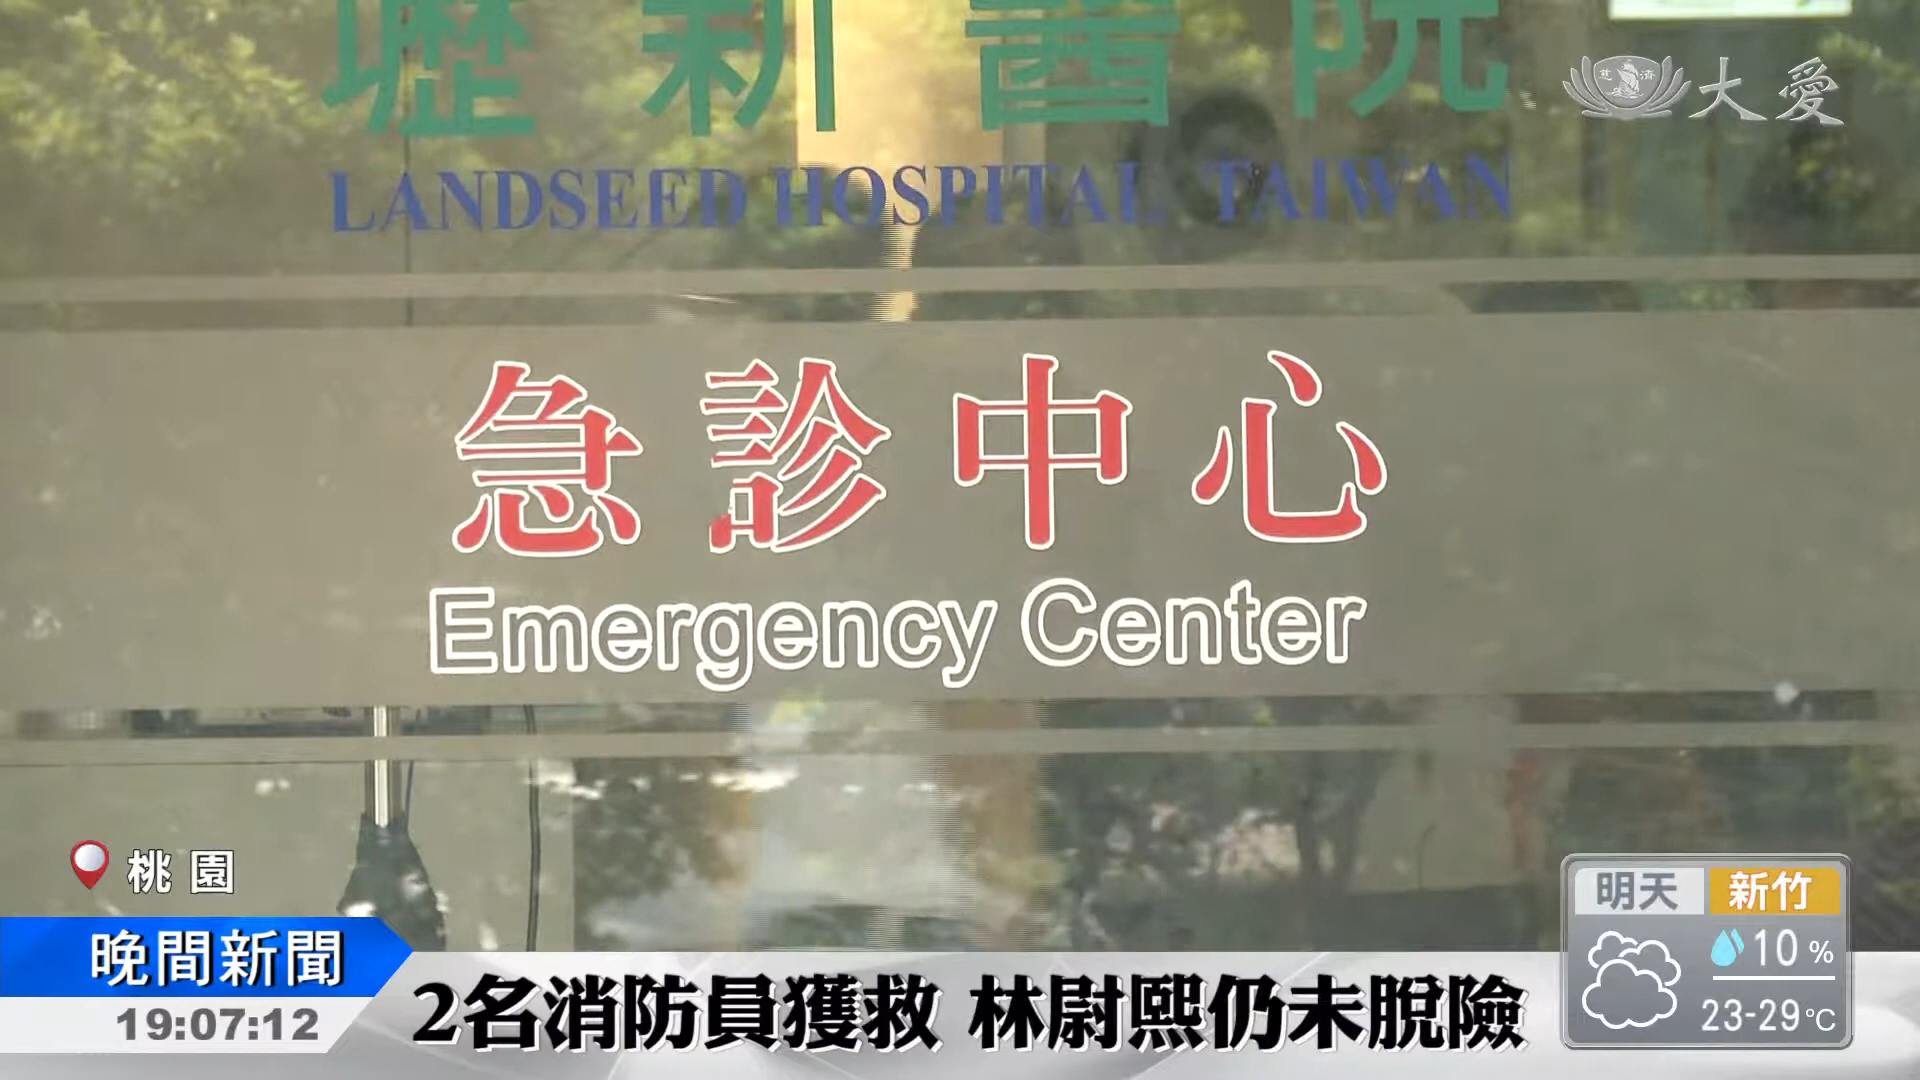 壢新醫院
大愛
LANDSEED HOSPITAL TAIWAN
急診中心
Emergency Center
桃園
晚間新聞
19:07:12
2名消防員獲救 林尉熙仍未脫險
明天 新竹
10 %
23-29°C